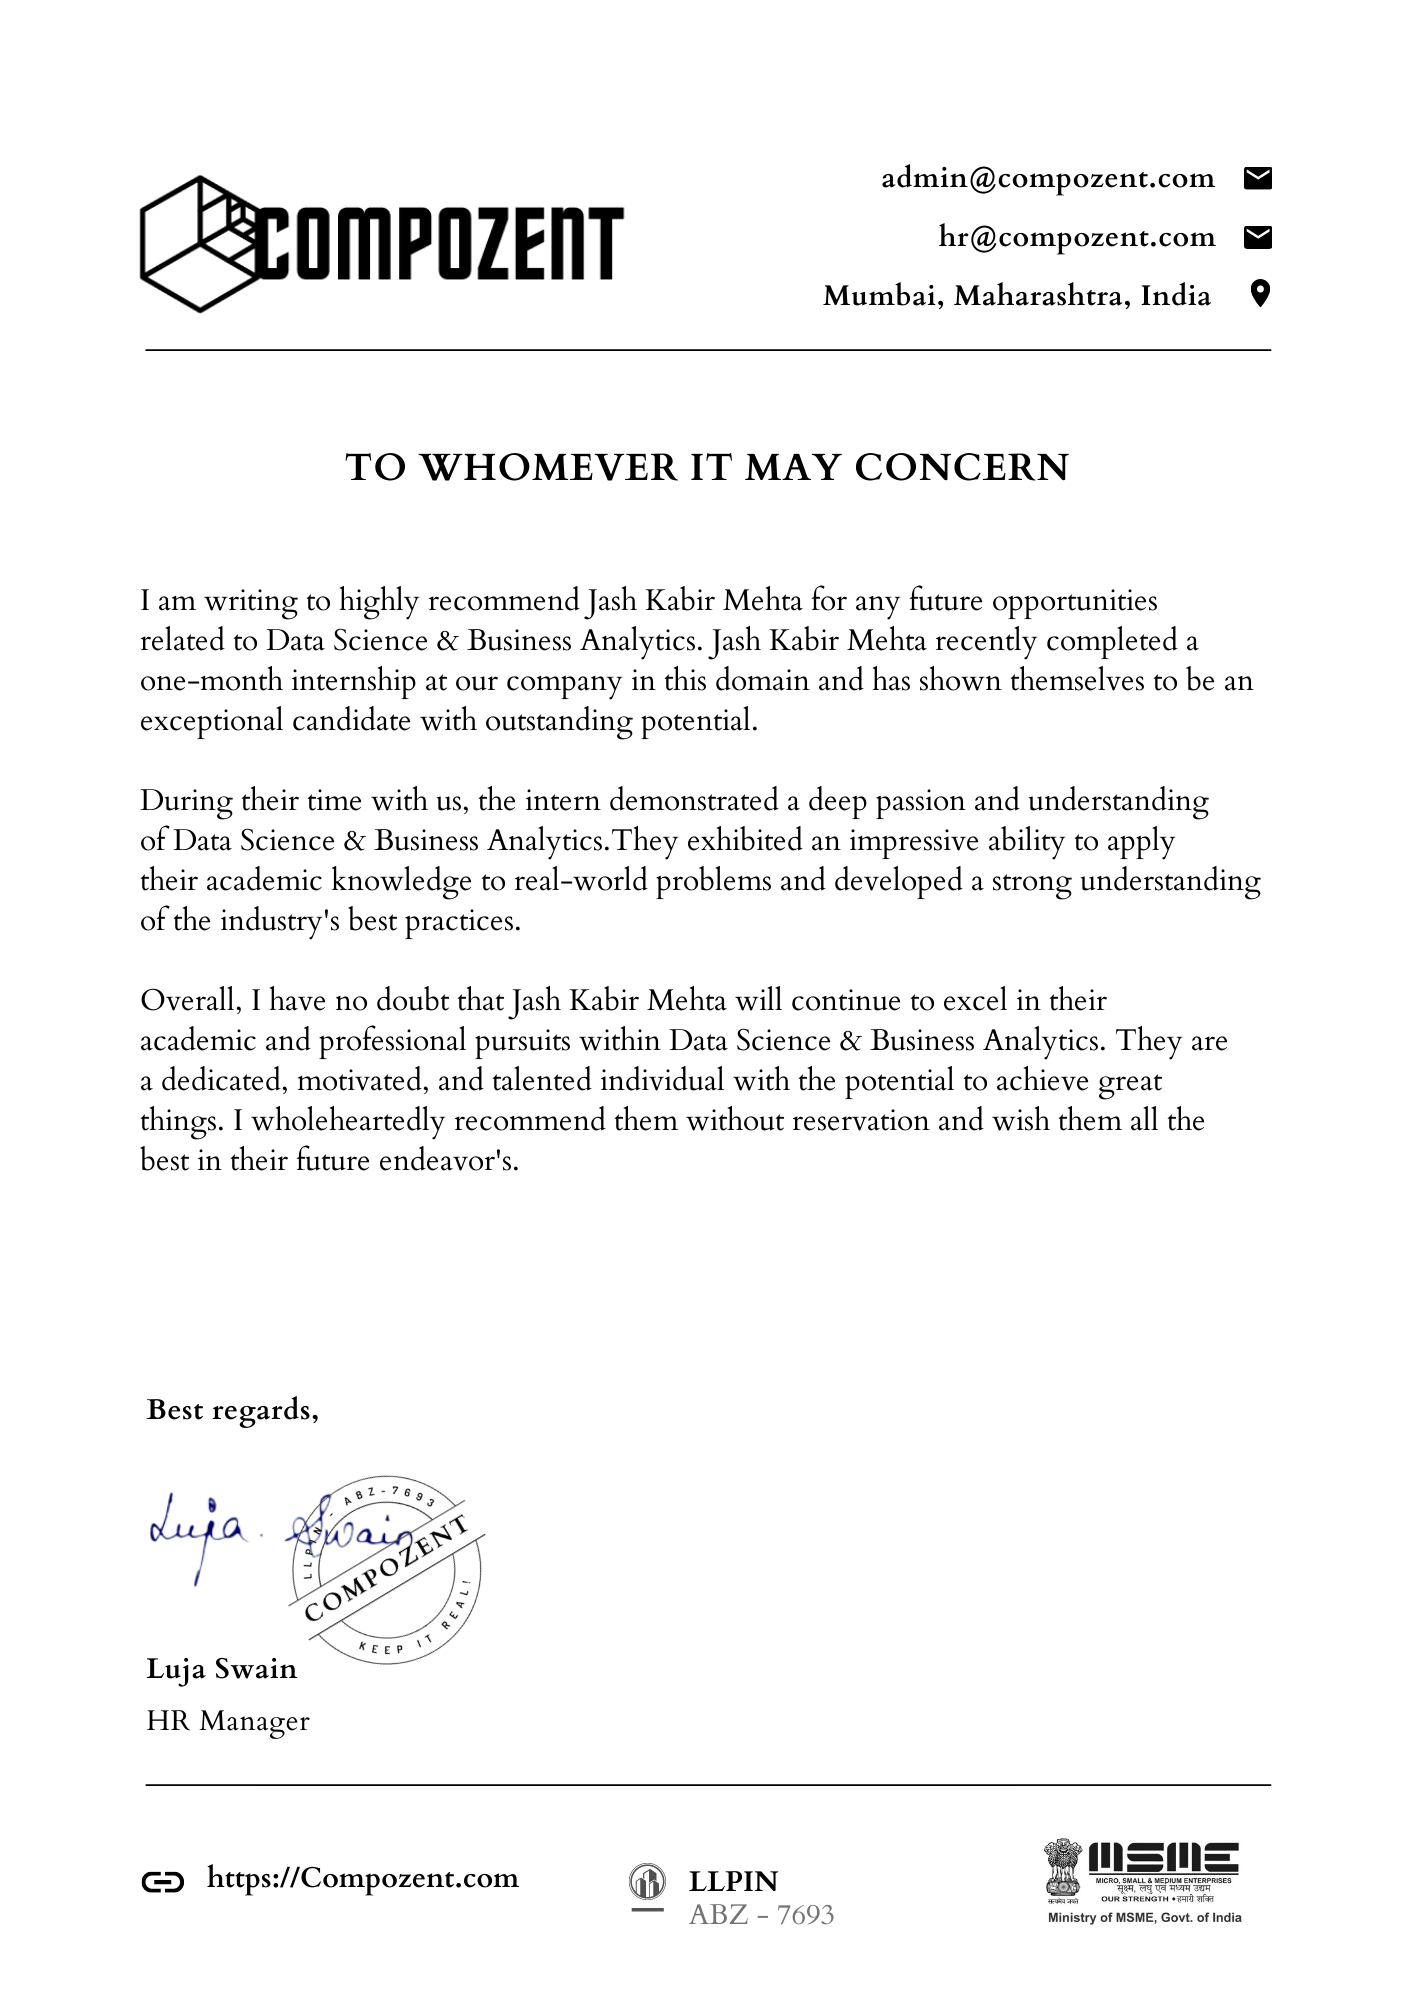 COMPOZENT
admin@compozent.com
hr@compozent.com
Mumbai, Maharashtra, India
TO WHOMEVER IT MAY CONCERN
I am writing to highly recommend Jash Kabir Mehta for any future opportunities
related to Data Science & Business Analytics. Jash Kabir Mehta recently completed a
one-month internship at our company in this domain and has shown themselves to be an
exceptional candidate with outstanding potential.
During their time with us, the intern demonstrated a deep passion and understanding
of Data Science & Business Analytics.They exhibited an impressive ability to apply
their academic knowledge to real-world problems and developed a strong understanding
of the industry's best practices.
Overall, I have no doubt that Jash Kabir Mehta will continue to excel in their
academic and professional pursuits within Data Science & Business Analytics. They are
a dedicated, motivated, and talented individual with the potential to achieve great
things. I wholeheartedly recommend them without reservation and wish them all the
best in their future endeavor's.
Best regards,
Luja . Swain
LLPIN - ABZ-7693
COMPOZENT
KEEP IT REAL!
Luja Swain
HR Manager
https://Compozent.com
LLPIN
ABZ - 7693
MSME
MICRO, SMALL & MEDIUM ENTERPRISES
सूक्ष्म, लघु एवं मध्यम उद्यम
OUR STRENGTH • हमारी शक्ति
सत्यमेव जयते
Ministry of MSME, Govt. of India